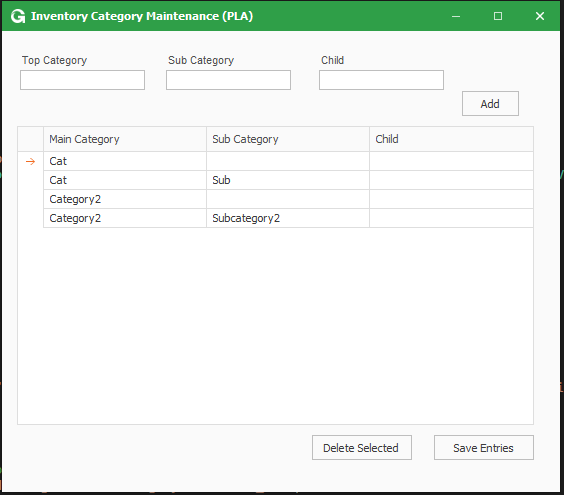 Inventory Category Maintenance (PLA)
Top Category Sub Category Child
Add
Main Category Sub Category Child
Cat
Cat Sub
Category2
Category2 Subcategory2
Delete Selected Save Entries